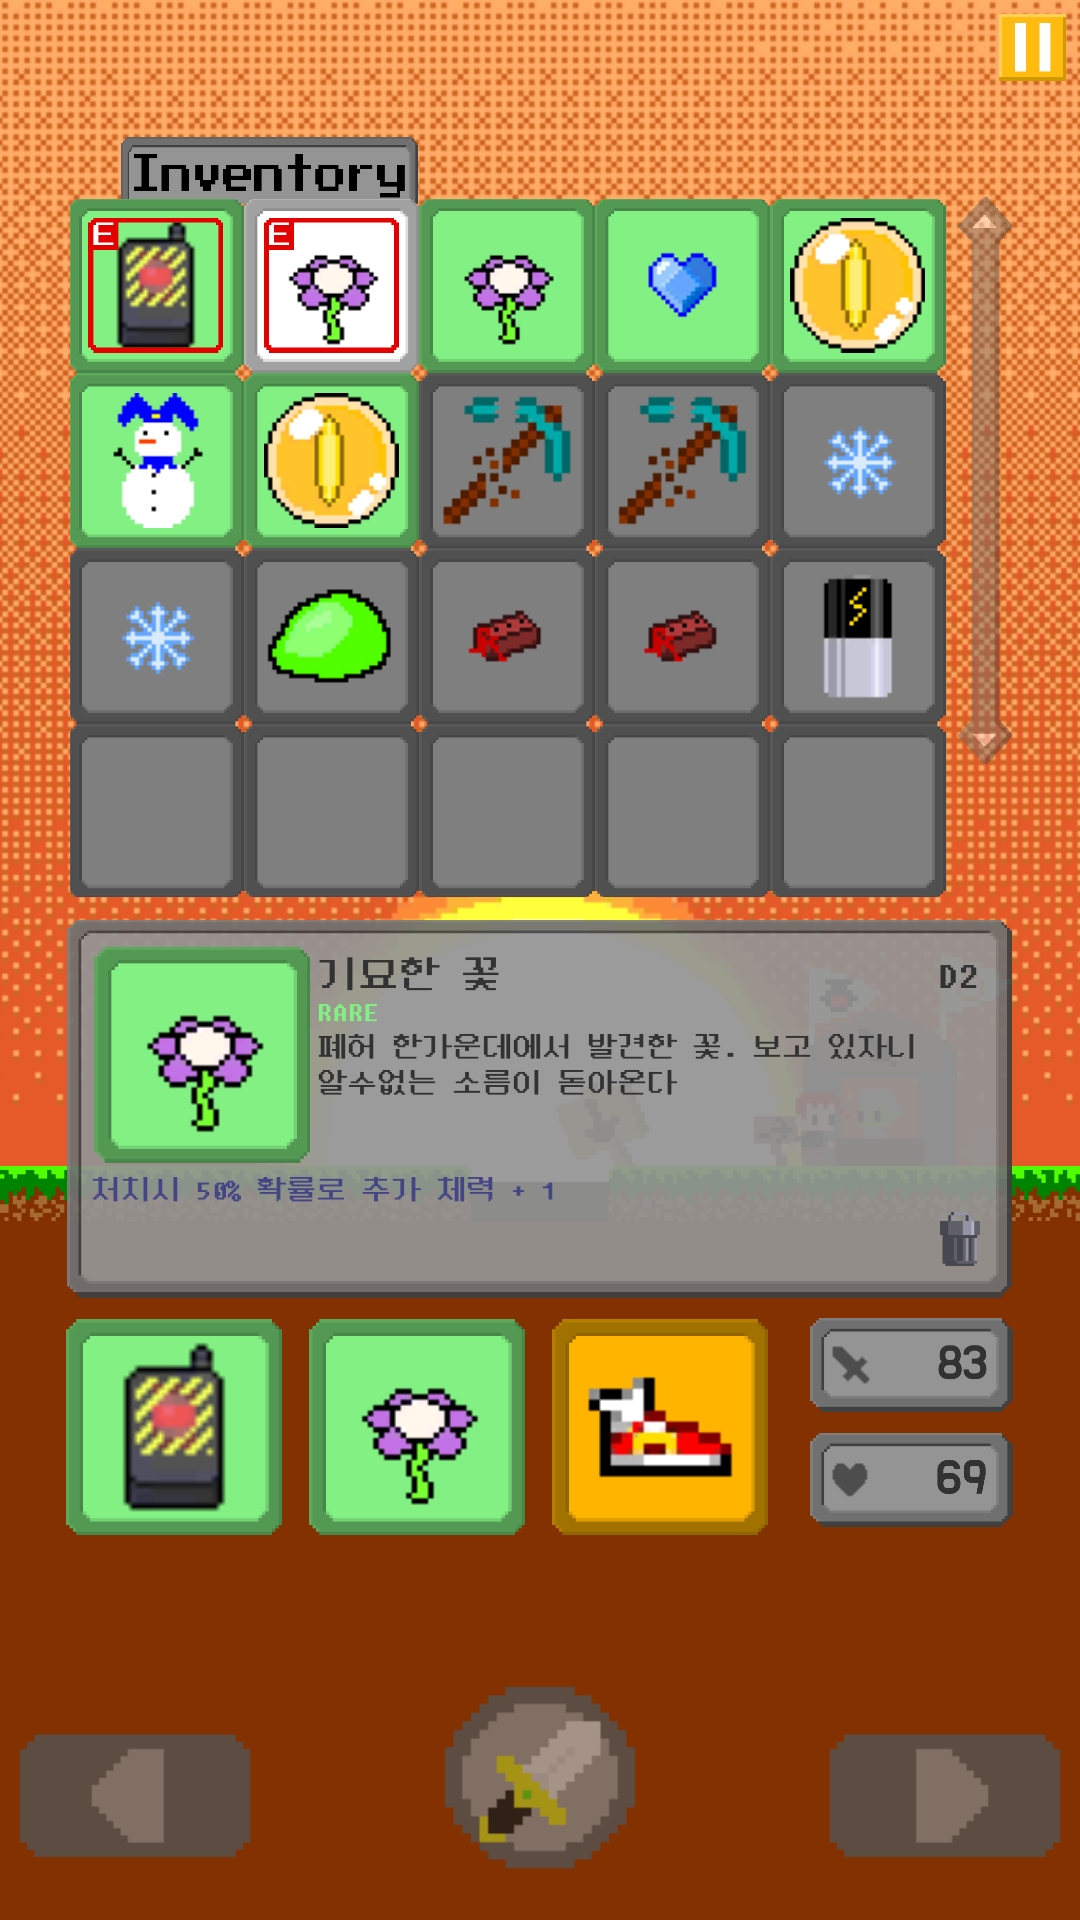 Inventory
E
E
기묘한 꽃
D2
RARE
폐허 한가운데에서 발견한 꽃. 보고 있자니
알수없는 소름이 돋아온다
처치시 50% 확률로 추가 체력 + 1
83
69